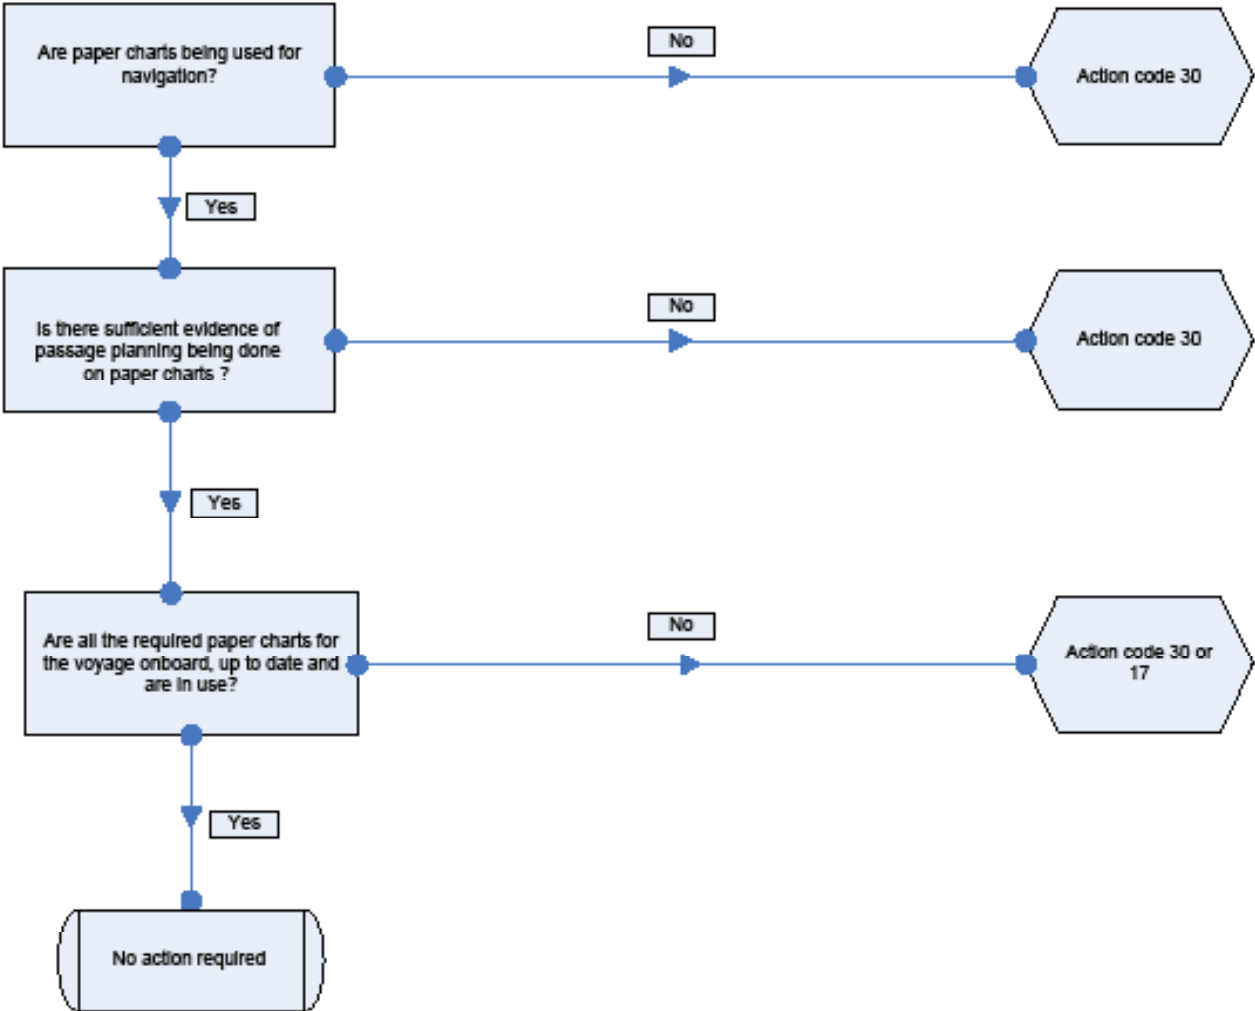 Are paper charts being used for
navigation?
No
Action code 30
Yes
Is there sufficient evidence of
passage planning being done
on paper charts ?
No
Action code 30
Yes
Are all the required paper charts for
the voyage onboard, up to date and
are in use?
No
Action code 30 or
17
Yes
No action required